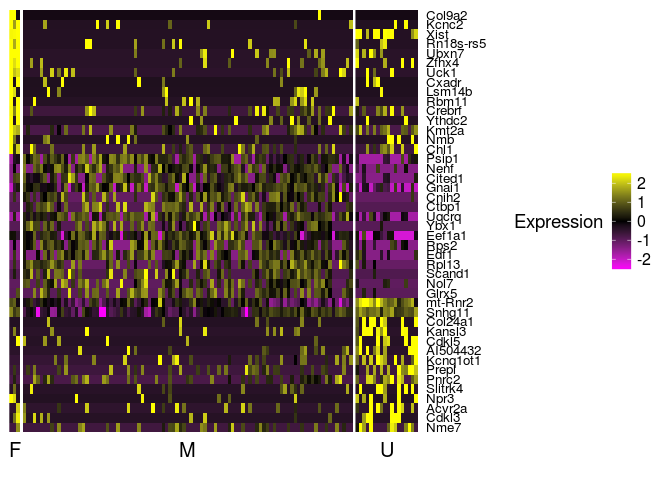 Col9a2
Kcnc2
Xist
Rn18s-rs5
Ubxn7
Zfhx4
Uck1
Cxadr
Lsm14b
Rbm11
Crebrf
Ythdc2
Kmt2a
Nmb
Chl1
Psip1
Nenf
Cited1
Gnai1
Cnih2
Ctbp1
Uqcrq
Ybx1
Eef1a1
Rps2
Edf1
Rpl13
Scand1
Nol7
Glrx5
mt-Rnr2
Snhg11
Col24a1
Kansl3
Cdkl5
AI504432
Kcnq1ot1
Prepl
Pnrc2
Slitrk4
Npr3
Acvr2a
Cdkl3
Nme7
F M U
Expression
2
1
0
-1
-2